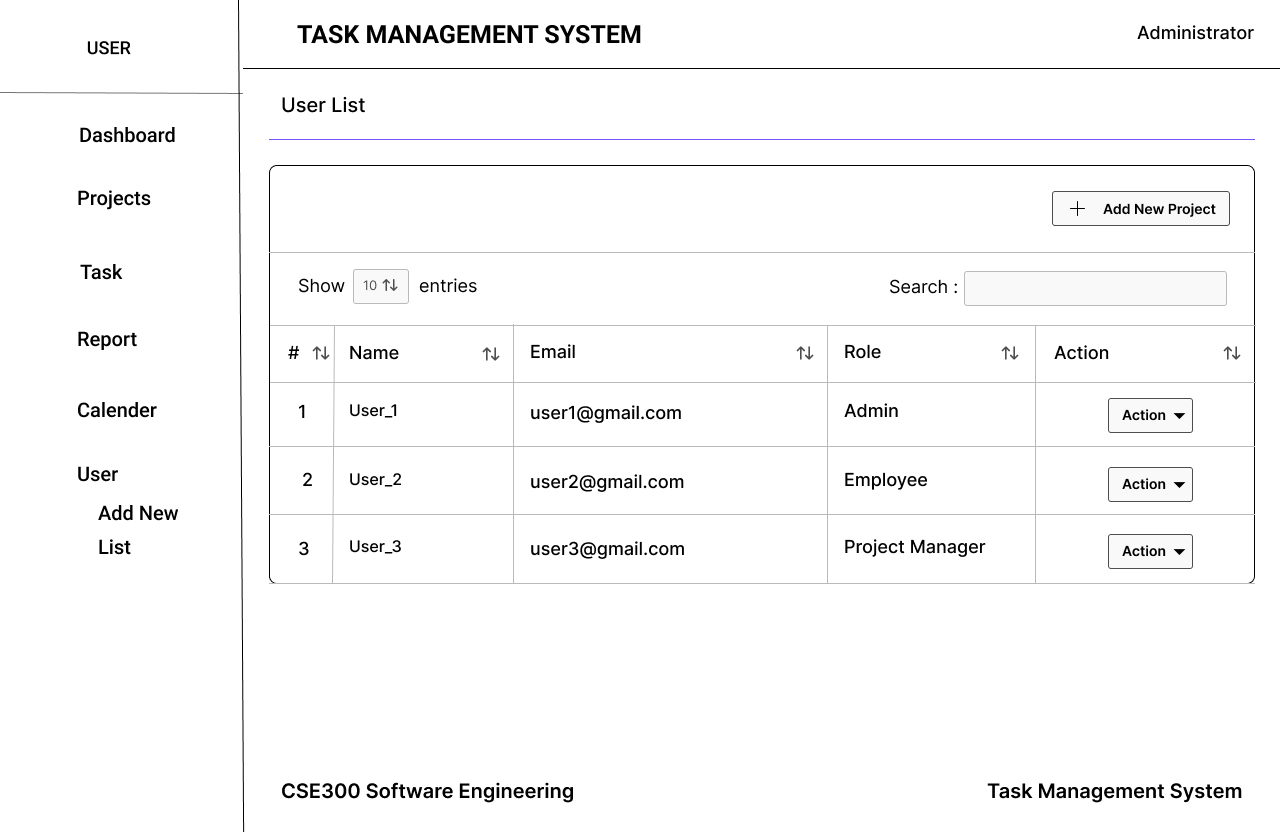 USER
TASK MANAGEMENT SYSTEM
Administrator
Dashboard
Projects
Task
Report
Calender
User
Add New
List
User List
Add New Project
Show 10 entries
Search :
# Name Email Role Action
1 User_1 user1@gmail.com Admin Action
2 User_2 user2@gmail.com Employee Action
3 User_3 user3@gmail.com Project Manager Action
CSE300 Software Engineering
Task Management System